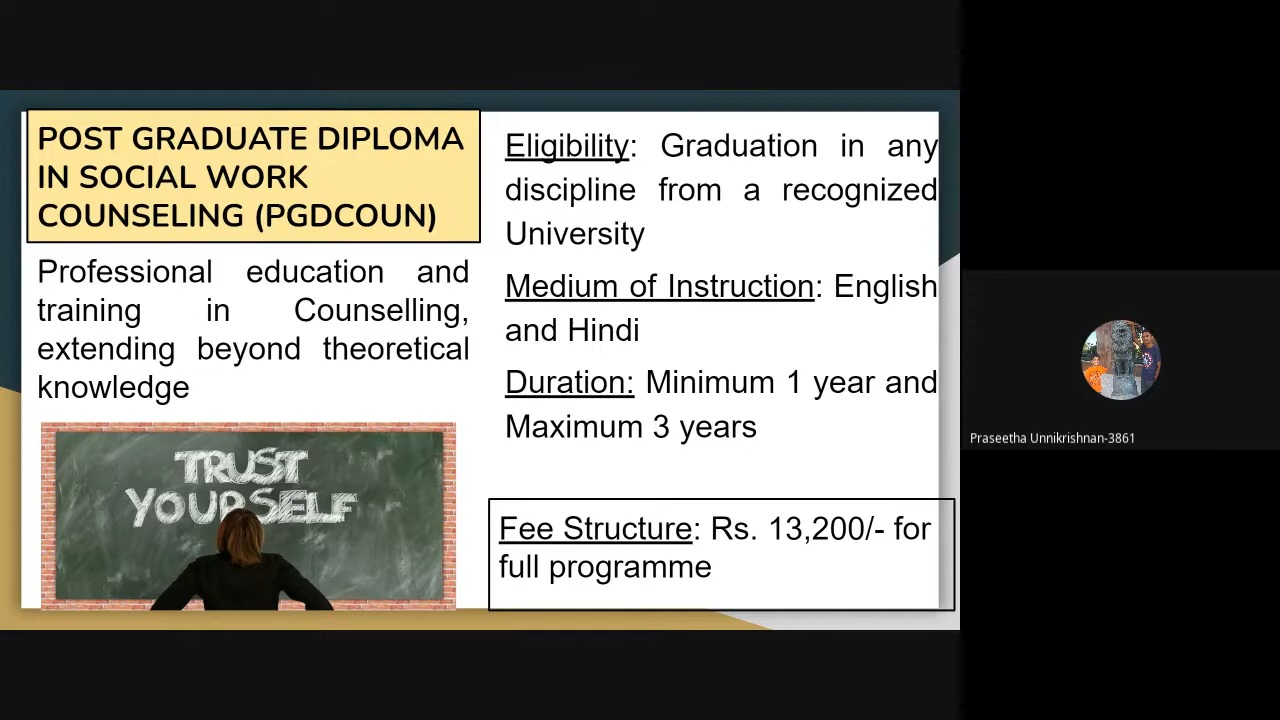 POST GRADUATE DIPLOMA
IN SOCIAL WORK
COUNSELING (PGDCOUN)
Professional education and
training in Counselling,
extending beyond theoretical
knowledge
TRUST
YOURSELF
Eligibility: Graduation in any
discipline from a recognized
University
Medium of Instruction: English
and Hindi
Duration: Minimum 1 year and
Maximum 3 years
Fee Structure: Rs. 13,200/- for
full programme
Praseetha Unnikrishnan-3861